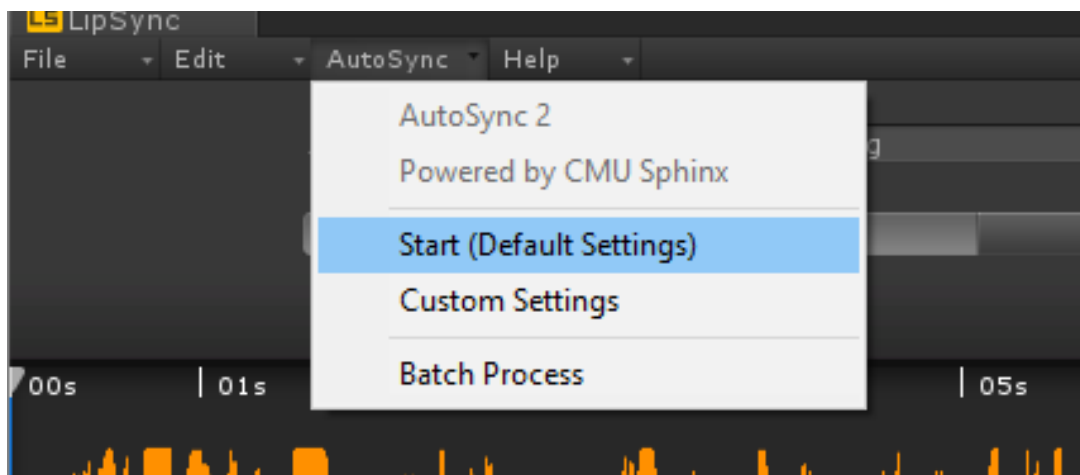 LS LipSync
File Edit AutoSync Help
AutoSync 2
Powered by CMU Sphinx
Start (Default Settings)
Custom Settings
Batch Process
00s 01s 05s